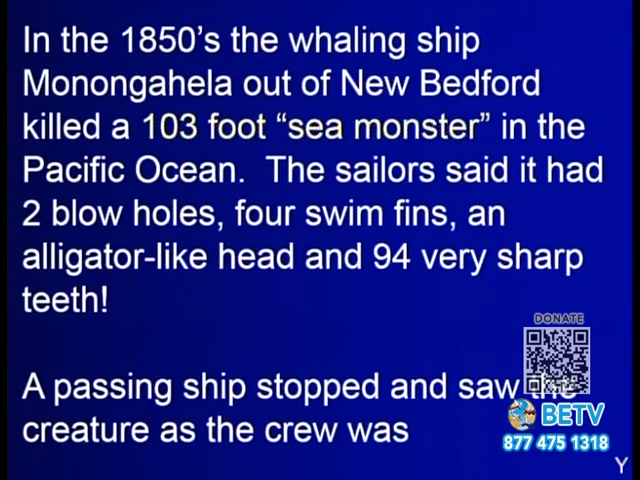 In the 1850's the whaling ship
Monongahela out of New Bedford
killed a 103 foot “sea monster” in the
Pacific Ocean. The sailors said it had
2 blow holes, four swim fins, an
alligator-like head and 94 very sharp
teeth!
DONATE
A passing ship stopped and saw the
creature as the crew was
BETV
877 475 1318
Y